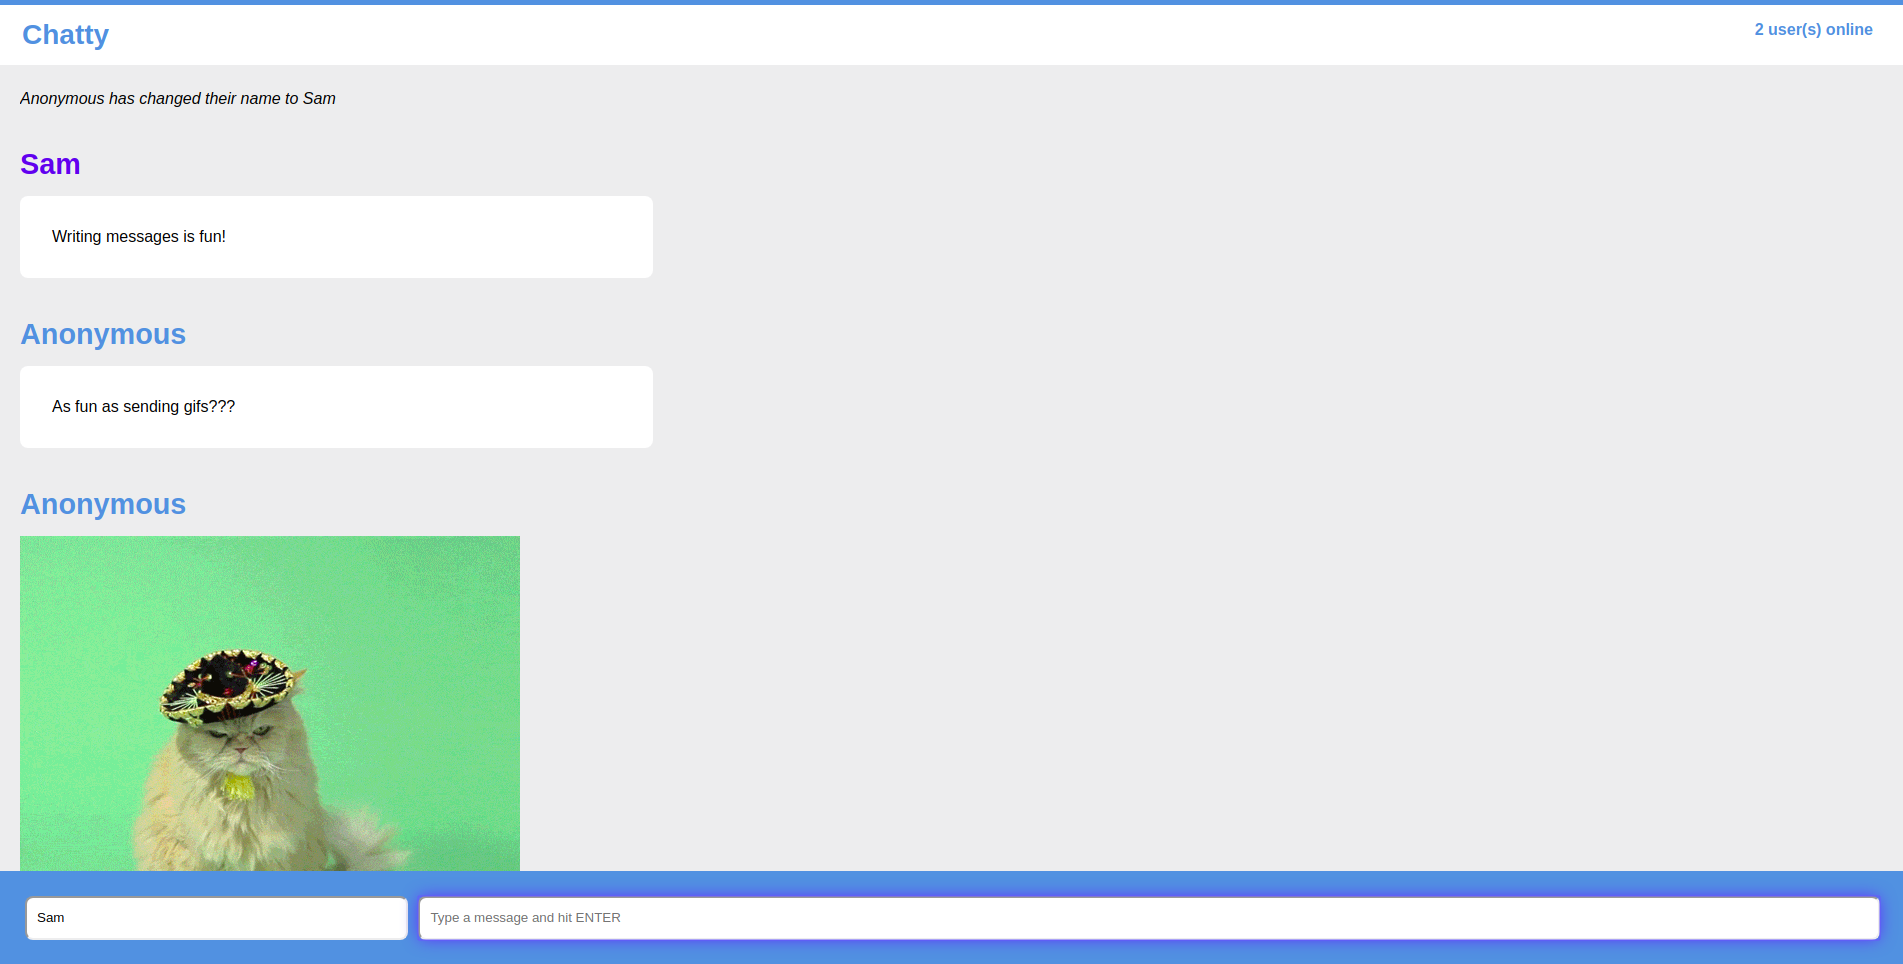 Chatty
2 user(s) online
Anonymous has changed their name to Sam
Sam
Writing messages is fun!
Anonymous
As fun as sending gifs???
Anonymous
Sam
Type a message and hit ENTER